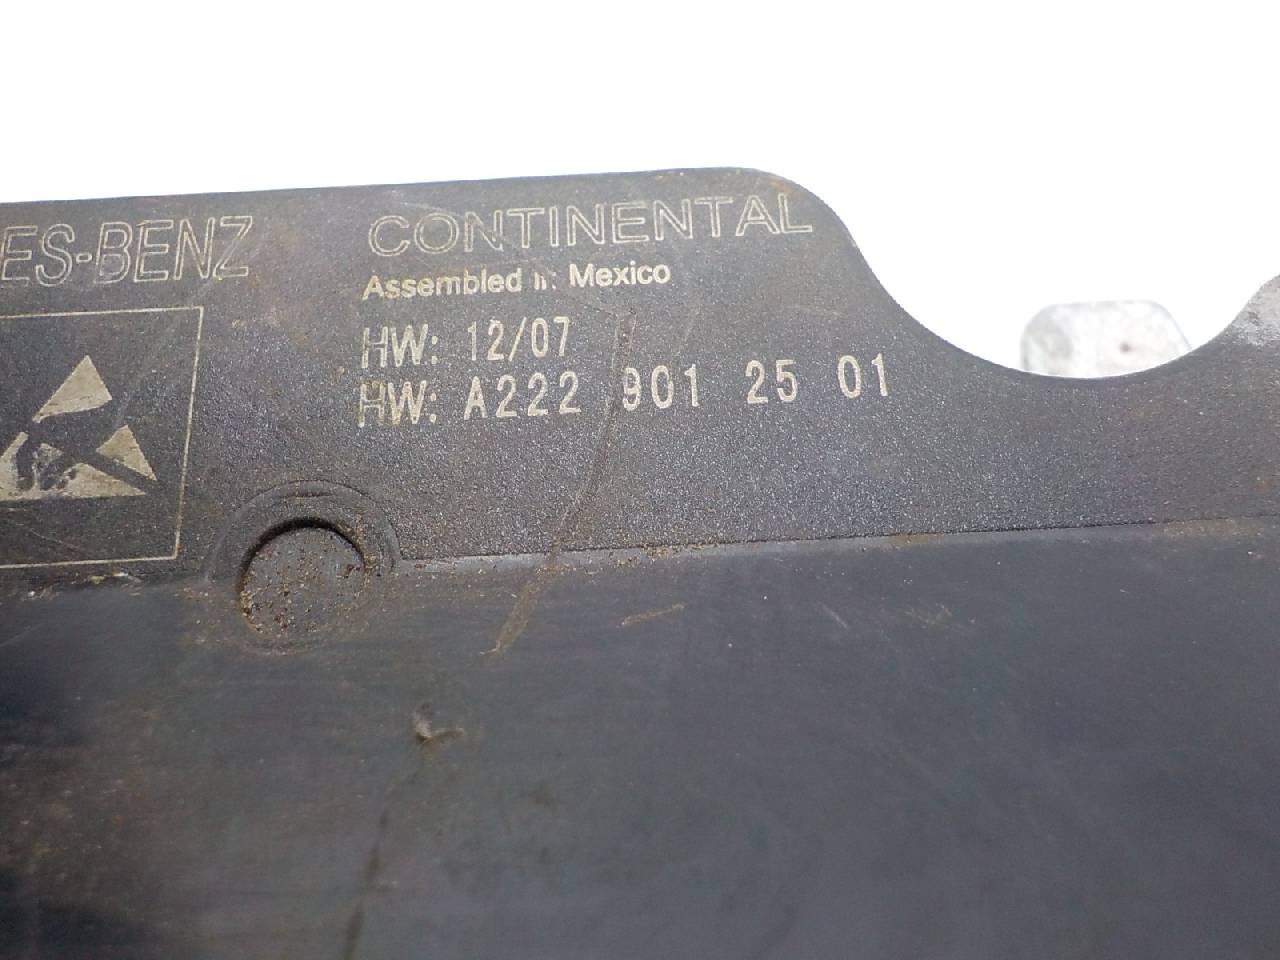 ES-BENZ
CONTINENTAL
Assembled in Mexico
HW: 12/07
HW: A222 901 25 01